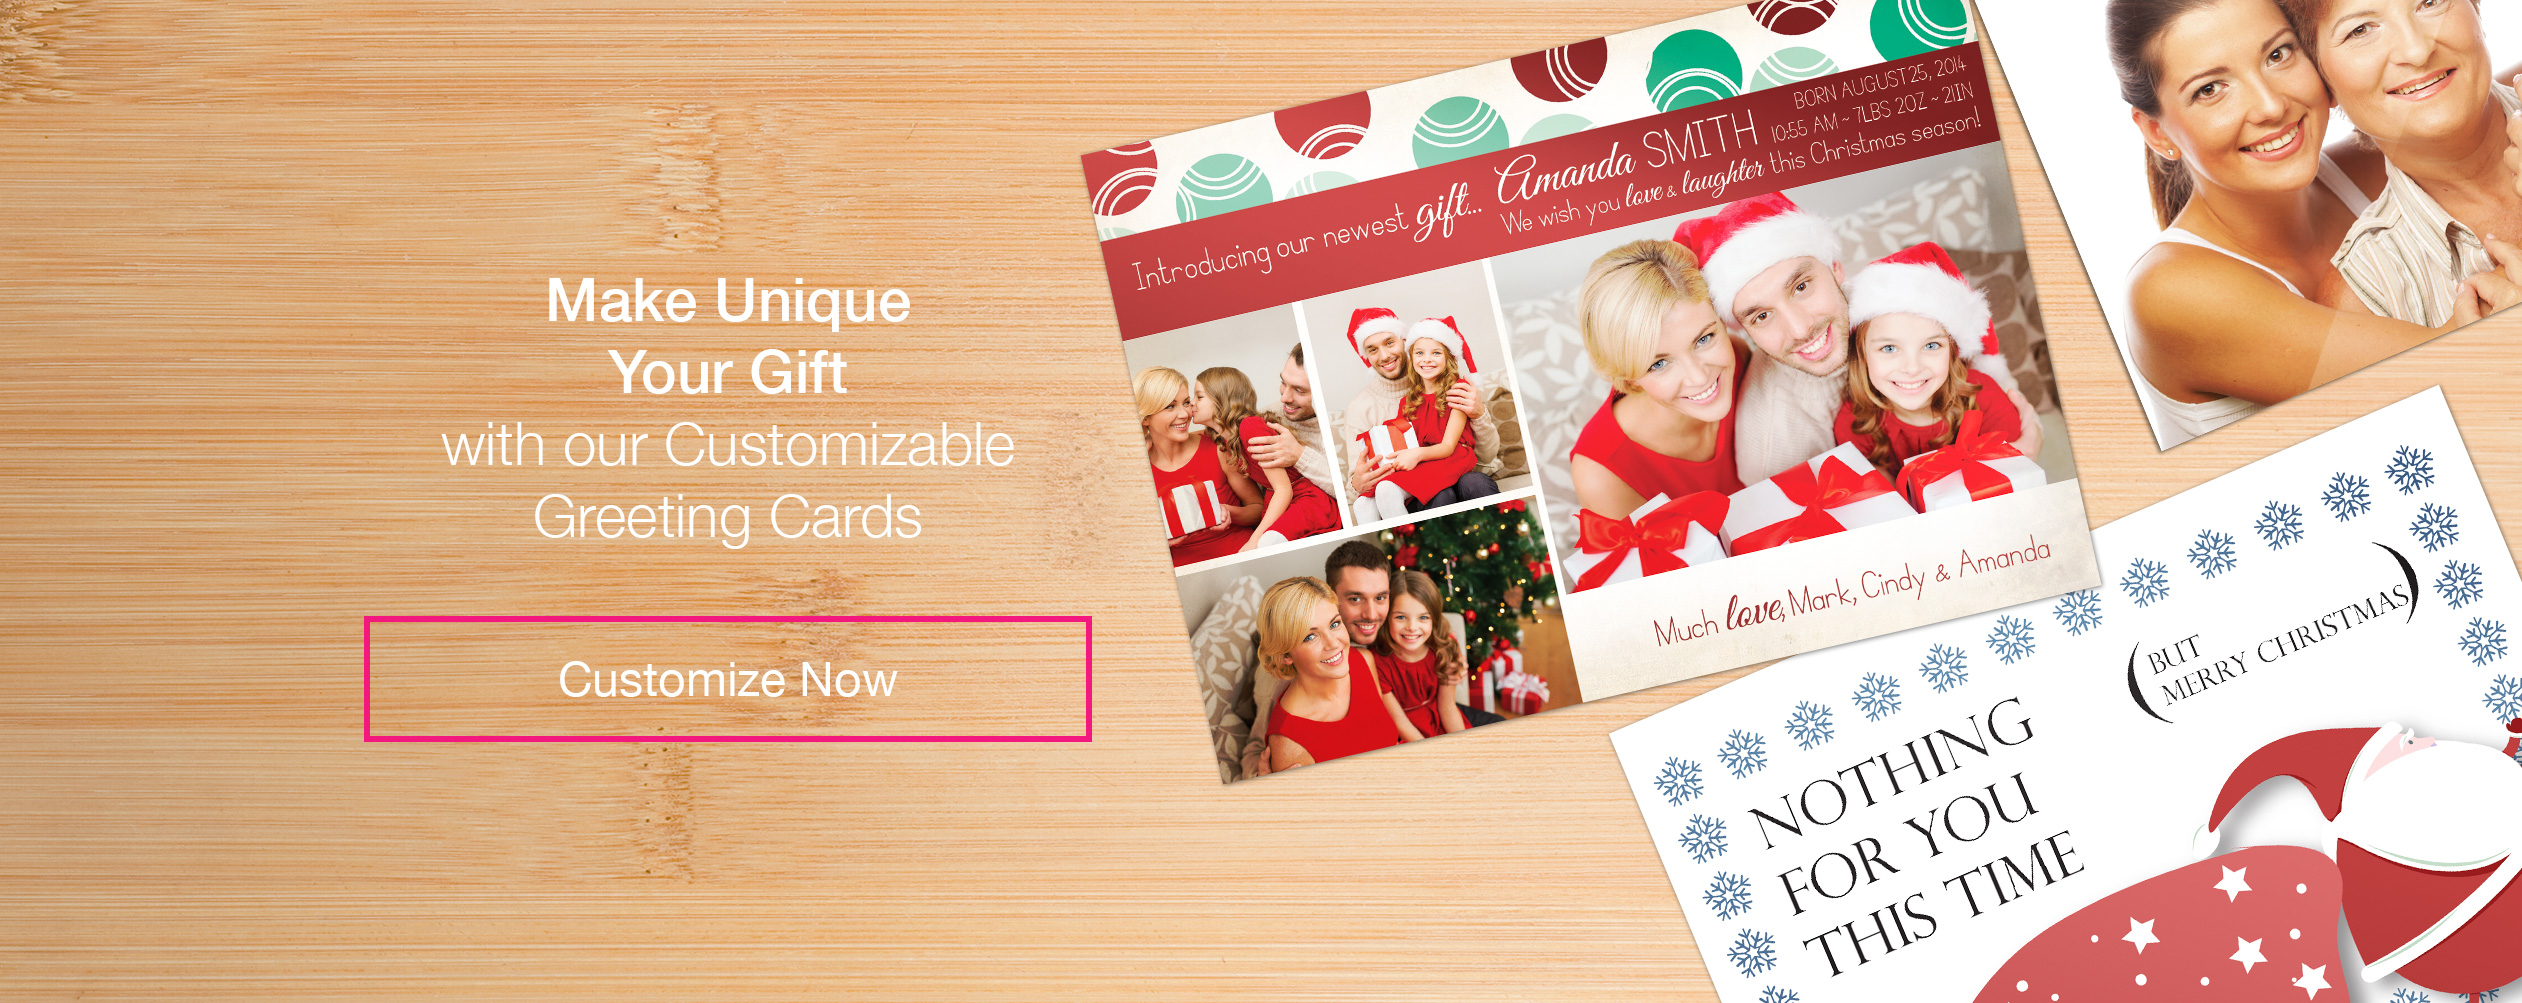 Make Unique
Your Gift
with our Customizable
Greeting Cards
Customize Now
Introducing our newest gift... Amanda SMITH
BORN AUGUST 25, 2014
10:55 AM ~ 7LBS 2OZ ~ 21IN
We wish you love & laughter this Christmas season!
Much love, Mark, Cindy & Amanda
NOTHING
FOR YOU
THIS TIME
(BUT
MERRY CHRISTMAS)